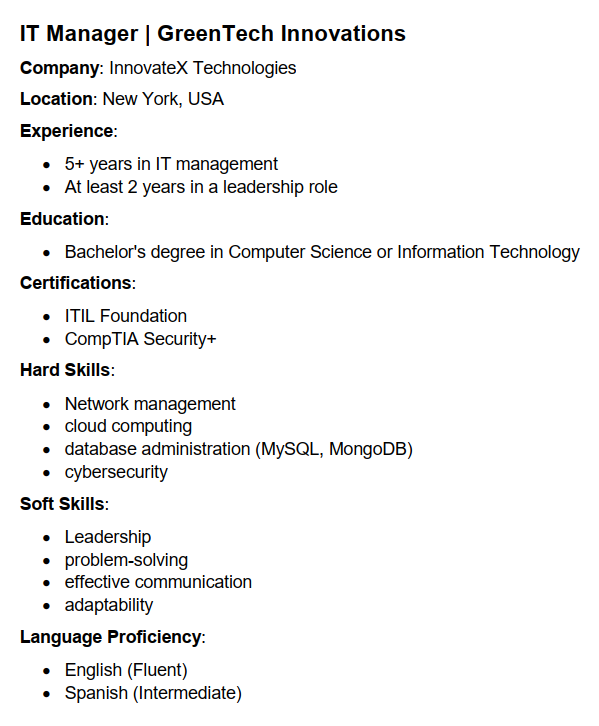 IT Manager | GreenTech Innovations
Company: InnovateX Technologies
Location: New York, USA
Experience:
• 5+ years in IT management
• At least 2 years in a leadership role
Education:
• Bachelor's degree in Computer Science or Information Technology
Certifications:
• ITIL Foundation
• CompTIA Security+
Hard Skills:
• Network management
• cloud computing
• database administration (MySQL, MongoDB)
• cybersecurity
Soft Skills:
• Leadership
• problem-solving
• effective communication
• adaptability
Language Proficiency:
• English (Fluent)
• Spanish (Intermediate)